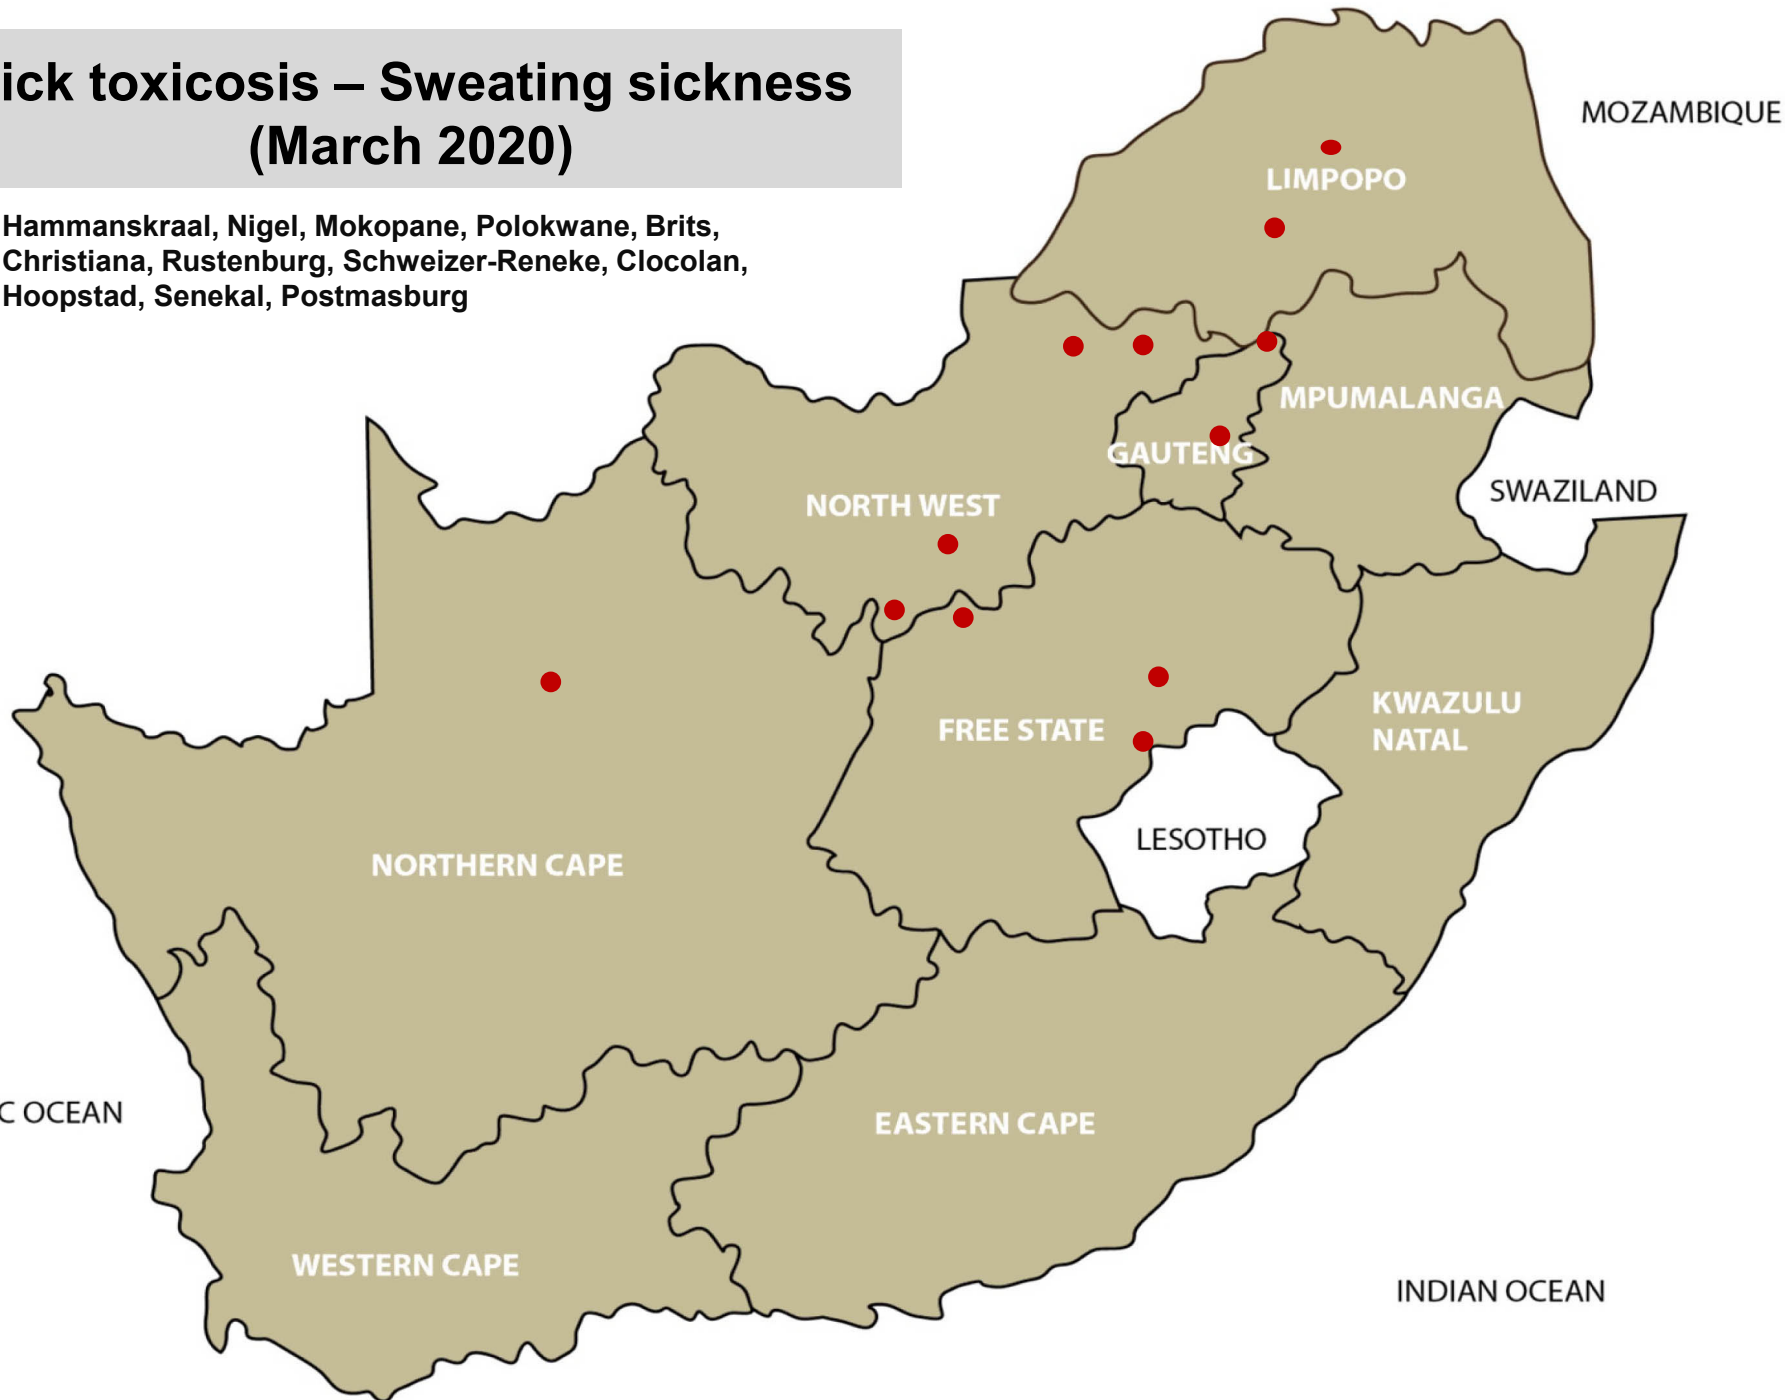 ick toxicosis – Sweating sickness
(March 2020)
Hammanskraal, Nigel, Mokopane, Polokwane, Brits,
Christiana, Rustenburg, Schweizer-Reneke, Clocolan,
Hoopstad, Senekal, Postmasburg
MOZAMBIQUE
LIMPOPO
MPUMALANGA
GAUTENG
SWAZILAND
NORTH WEST
KWAZULU
NATAL
FREE STATE
LESOTHO
NORTHERN CAPE
C OCEAN
EASTERN CAPE
WESTERN CAPE
INDIAN OCEAN